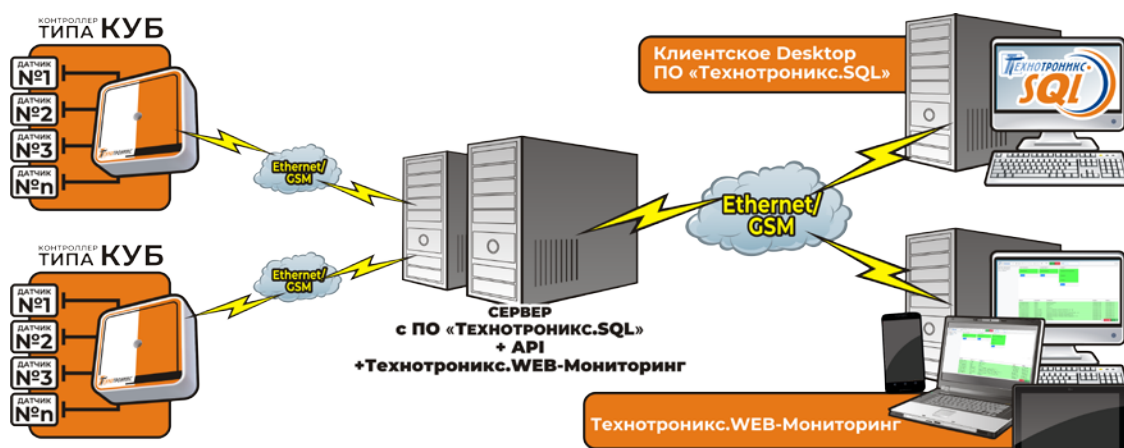 КОНТРОЛЛЕР
ТИПА КУБ
ДАТЧИК
№1
ДАТЧИК
№2
ДАТЧИК
№3
ДАТЧИК
№n
ТЕХНОТРОНИКС
Ethernet/
GSM
КОНТРОЛЛЕР
ТИПА КУБ
ДАТЧИК
№1
ДАТЧИК
№2
ДАТЧИК
№3
ДАТЧИК
№n
ТЕХНОТРОНИКС
Ethernet/
GSM
СЕРВЕР
с ПО «Технотроникс.SQL»
+ API
+Технотроникс.WEB-Мониторинг
Ethernet/
GSM
Клиентское Desktop
ПО «Технотроникс.SQL»
ТЕХНОТРОНИКС
SQL
Технотроникс.WEB-Мониторинг